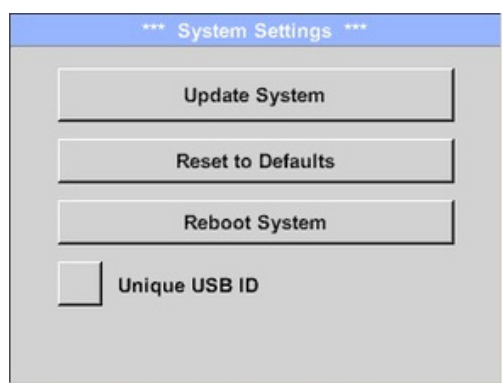 *** System Settings ***
Update System
Reset to Defaults
Reboot System
Unique USB ID